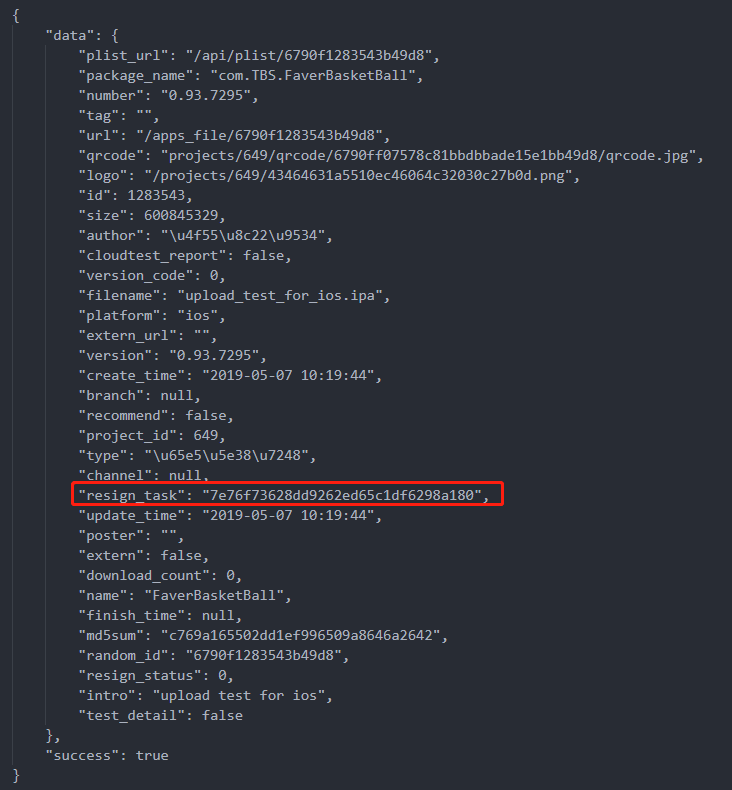 {
"data": {
"plist_url": "/api/plist/6790f1283543b49d8",
"package_name": "com.TBS.FaverBasketBall",
"number": "0.93.7295",
"tag": "",
"url": "/apps_file/6790f1283543b49d8",
"qrcode": "projects/649/qrcode/6790ff07578c81bbdbbade15e1bb49d8/qrcode.jpg",
"logo": "/projects/649/43464631a5510ec46064c32030c27b0d.png",
"id": 1283543,
"size": 600845329,
"author": "\u4f55\u8c22\u9534",
"cloudtest_report": false,
"version_code": 0,
"filename": "upload_test_for_ios.ipa",
"platform": "ios",
"extern_url": "",
"version": "0.93.7295",
"create_time": "2019-05-07 10:19:44",
"branch": null,
"recommend": false,
"project_id": 649,
"type": "\u65e5\u5e38\u7248",
"channel": null,
"resign_task": "7e76f73628dd9262ed65c1df6298a180",
"update_time": "2019-05-07 10:19:44",
"poster": "",
"extern": false,
"download_count": 0,
"name": "FaverBasketBall",
"finish_time": null,
"md5sum": "c769a165502dd1ef996509a8646a2642",
"random_id": "6790f1283543b49d8",
"resign_status": 0,
"intro": "upload test for ios",
"test_detail": false
},
"success": true
}